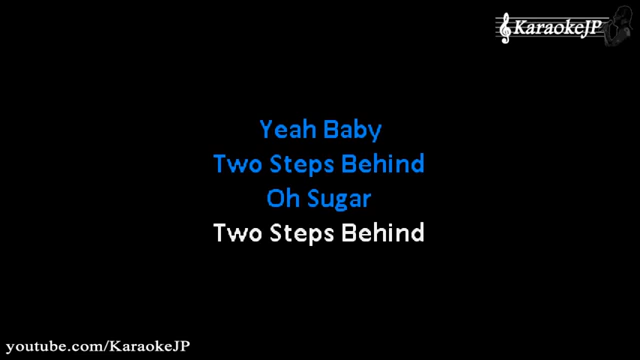 KaraokeJP
Yeah Baby
Two Steps Behind
Oh Sugar
Two Steps Behind
youtube.com/KaraokeJP